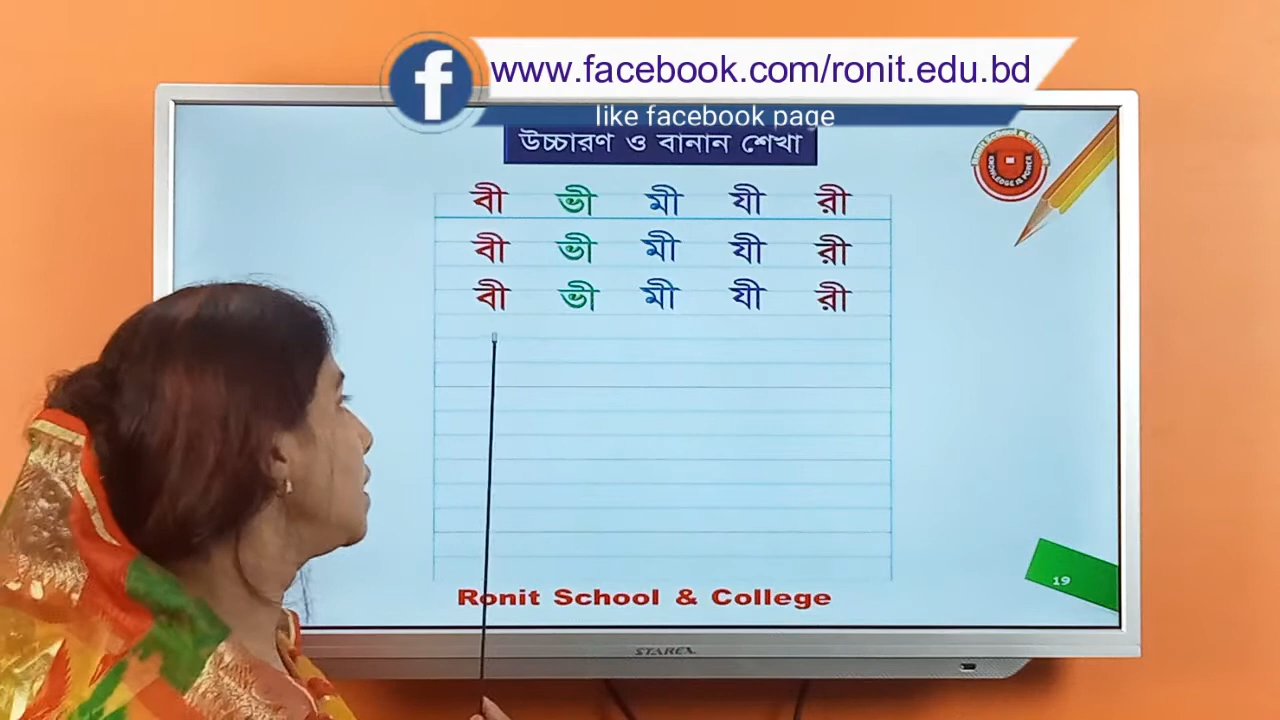 www.facebook.com/ronit.edu.bd
like facebook page
উচ্চারণ ও বানান শেখা
বী ভী মী যী রী
বী ভী মী যী রী
বী ভী মী যী রী
19
Ronit School & College
STAREX